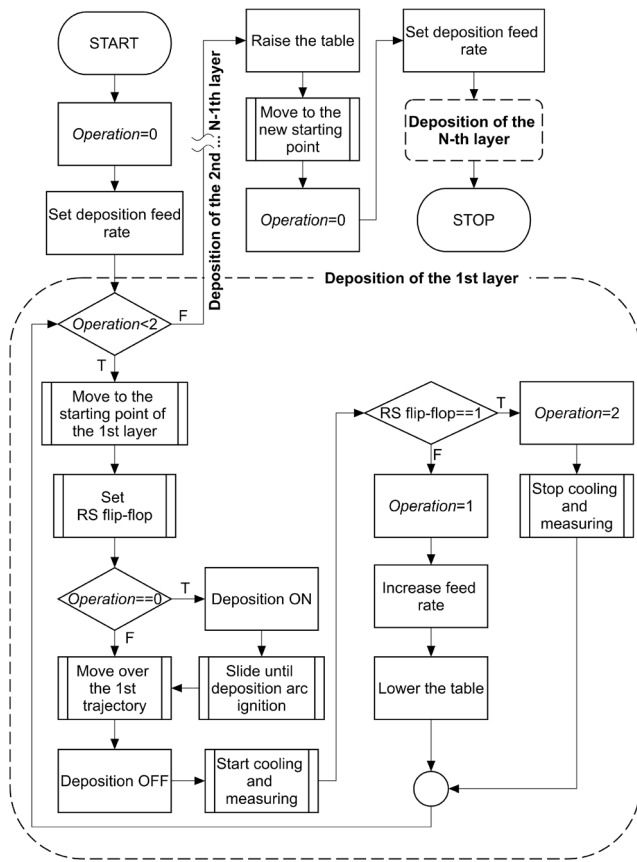 START
Operation=0
Set deposition feed
rate
Deposition of the 2nd ... N-1th layer
Raise the table
Move to the
new starting
point
Operation=0
Set deposition feed
rate
Deposition of the
N-th layer
STOP
Deposition of the 1st layer
Operation<2
F
T
Move to the
starting point of
the 1st layer
Set
RS flip-flop
Operation==0
T
F
Deposition ON
Slide until
deposition arc
ignition
Move over
the 1st
trajectory
Deposition OFF
Start cooling
and
measuring
RS flip-flop==1
T
F
Operation=2
Stop cooling
and
measuring
Operation=1
Increase feed
rate
Lower the table